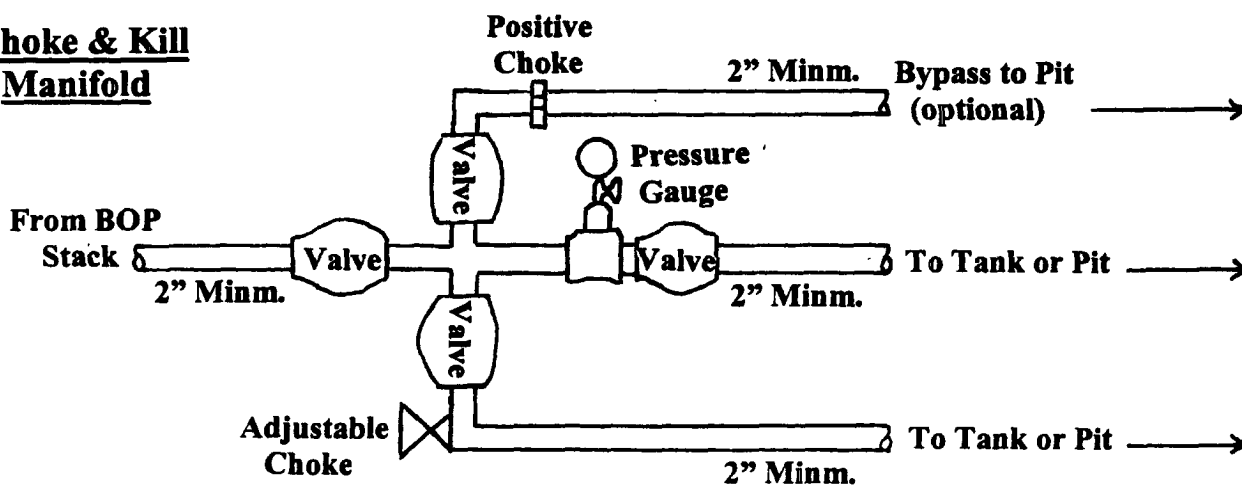 hoke & Kill
Manifold
Positive
Choke
2” Minm.
Bypass to Pit
(optional)
Valve
Pressure
Gauge
From BOP
Stack
Valve
Valve
To Tank or Pit
2” Minm.
2” Minm.
Valve
Adjustable
Choke
To Tank or Pit
2” Minm.